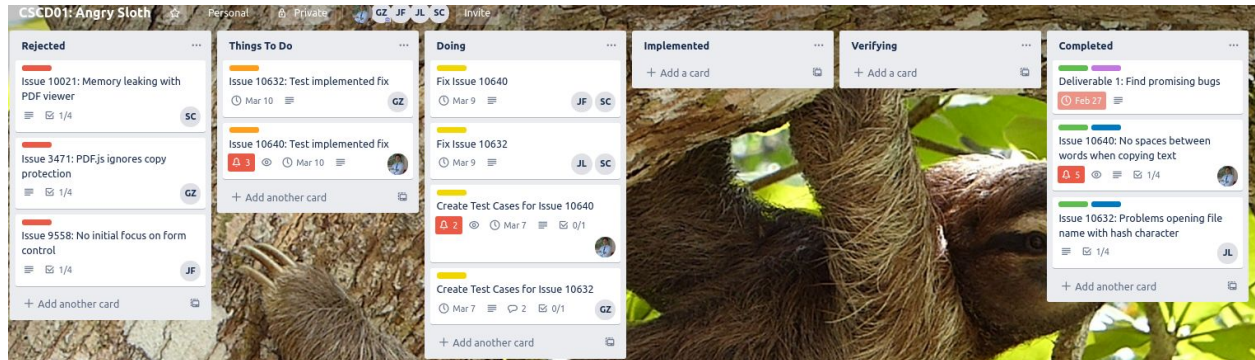 CSCD01: Angry Sloth Personal Private GZ JF JL SC Invite
Rejected ...
Issue 10021: Memory leaking with
PDF viewer
1/4 SC
Issue 3471: PDF.js ignores copy
protection
1/4 GZ
Issue 9558: No initial focus on form
control
1/4 JF
+ Add another card
Things To Do ...
Issue 10632: Test implemented fix
Mar 10 GZ
Issue 10640: Test implemented fix
3 Mar 10
+ Add another card
Doing ...
Fix Issue 10640
Mar 9 JF SC
Fix Issue 10632
Mar 9 JL SC
Create Test Cases for Issue 10640
2 Mar 7 0/1
Create Test Cases for Issue 10632
Mar 7 2 0/1 GZ
+ Add another card
Implemented ...
+ Add a card
Verifying ...
+ Add a card
Completed ...
Deliverable 1: Find promising bugs
Feb 27
Issue 10640: No spaces between
words when copying text
5 1/4
Issue 10632: Problems opening file
name with hash character
1/4 JL
+ Add another card